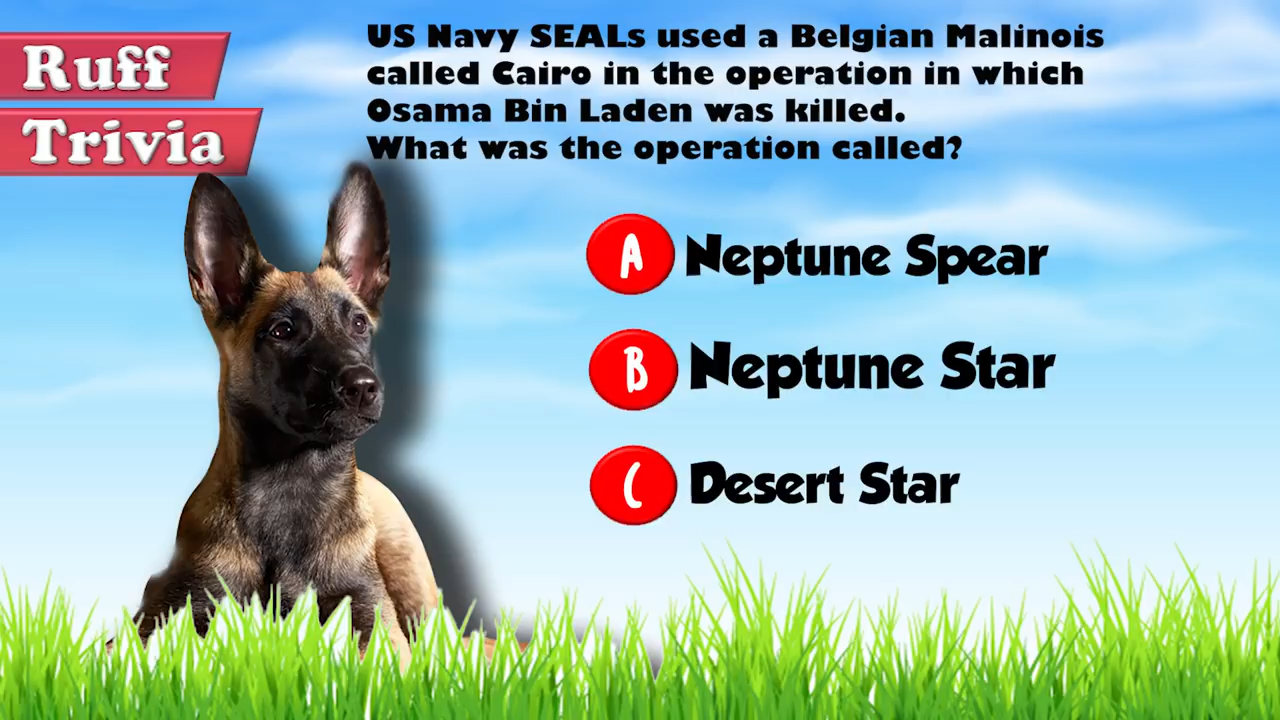 Ruff
Trivia
US Navy SEALs used a Belgian Malinois
called Cairo in the operation in which
Osama Bin Laden was killed.
What was the operation called?
A Neptune Spear
B Neptune Star
C Desert Star